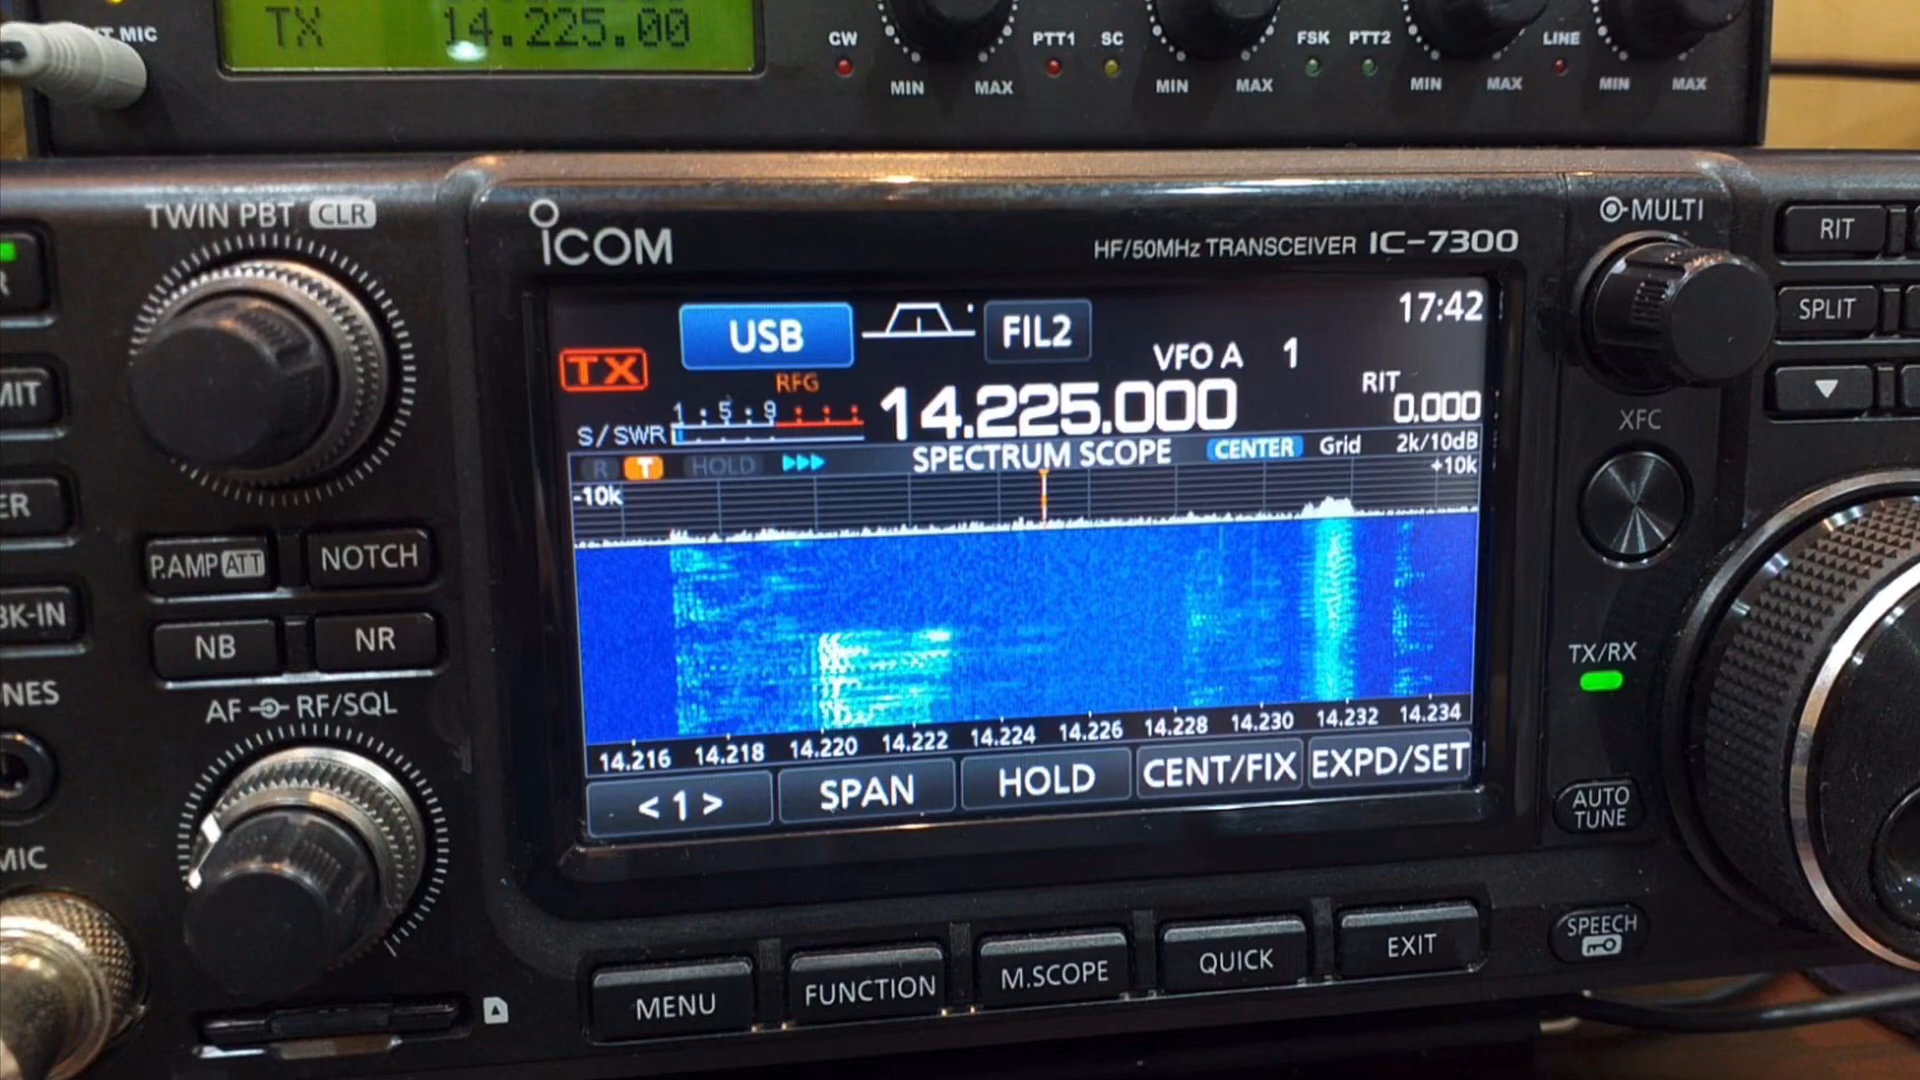 TX 14.225.00
MIC
CW PTT1 SC FSK PTT2 LINE
MIN MAX MIN MAX MIN MAX MIN MAX
TWIN PBT CLR
ICOM
HF/50MHz TRANSCEIVER IC-7300
MULTI
RIT
SPLIT
XFC
USB FIL2 17:42
TX VFO A 1
RFG
14.225.000
RIT
0.000
1 5 9
S/SWR
R T HOLD SPECTRUM SCOPE CENTER Grid 2k/10dB
-10k +10k
14.216 14.218 14.220 14.222 14.224 14.226 14.228 14.230 14.232 14.234
< 1 > SPAN HOLD CENT/FIX EXPD/SET
P.AMP ATT NOTCH
NB NR
AF RF/SQL
BK-IN
MIC
TX/RX
AUTO
TUNE
SPEECH
MENU FUNCTION M.SCOPE QUICK EXIT